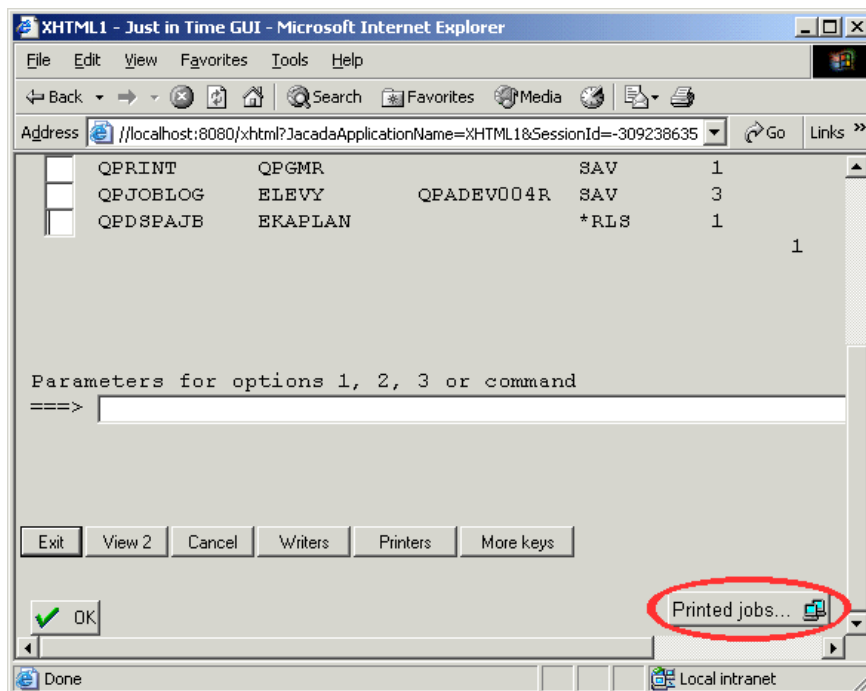 XHTML1 - Just in Time GUI - Microsoft Internet Explorer
File Edit View Favorites Tools Help
Back Search Favorites Media
Address //localhost:8080/xhtml?JacadaApplicationName=XHTML1&SessionId=-309238635 Go Links »
QPRINT QPGMR SAV 1
QPJOBLOG ELEVY QPADEV004R SAV 3
QPDSPAJB EKAPLAN *RLS 1
1
Parameters for options 1, 2, 3 or command
===>
Exit View 2 Cancel Writers Printers More keys
OK Printed jobs...
Done Local intranet